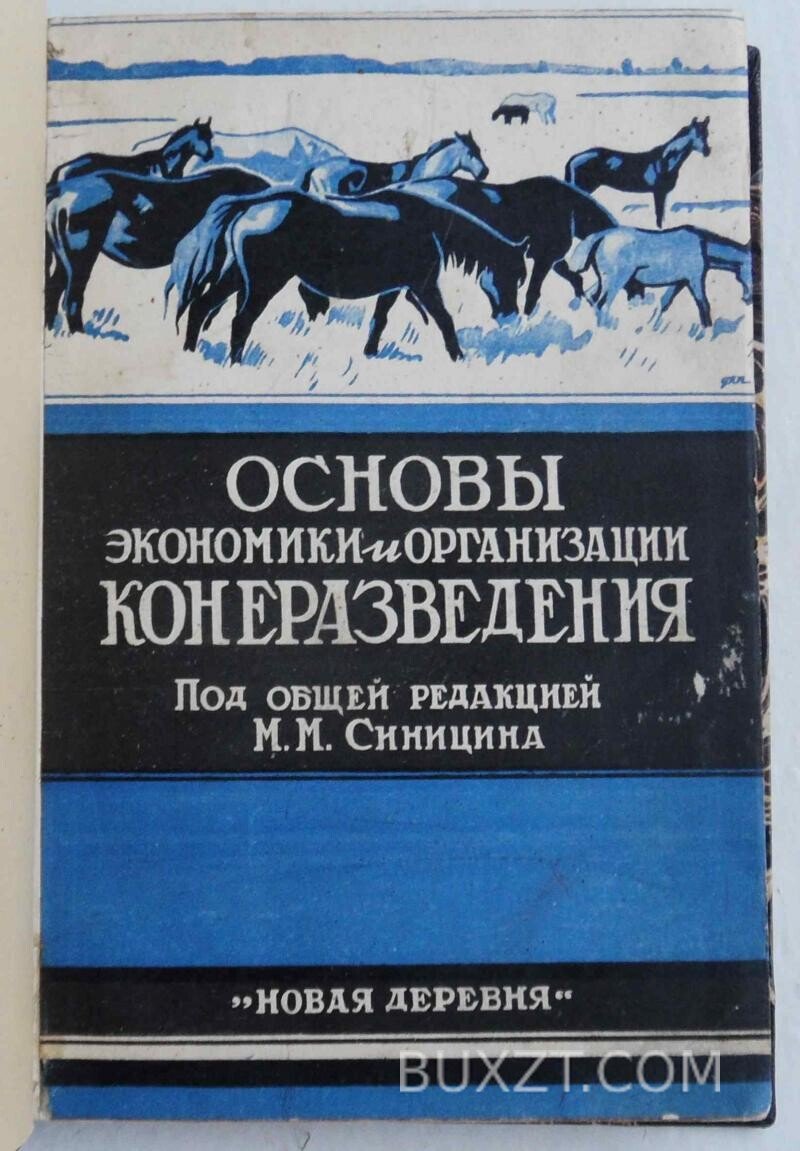 ОСНОВЫ
ЭКОНОМИКИ и ОРГАНИЗАЦИИ
КОНЕРАЗВЕДЕНИЯ
Под общей редакцией
М. М. Синицина
„НОВАЯ ДЕРЕВНЯ“
BUXZT.COM